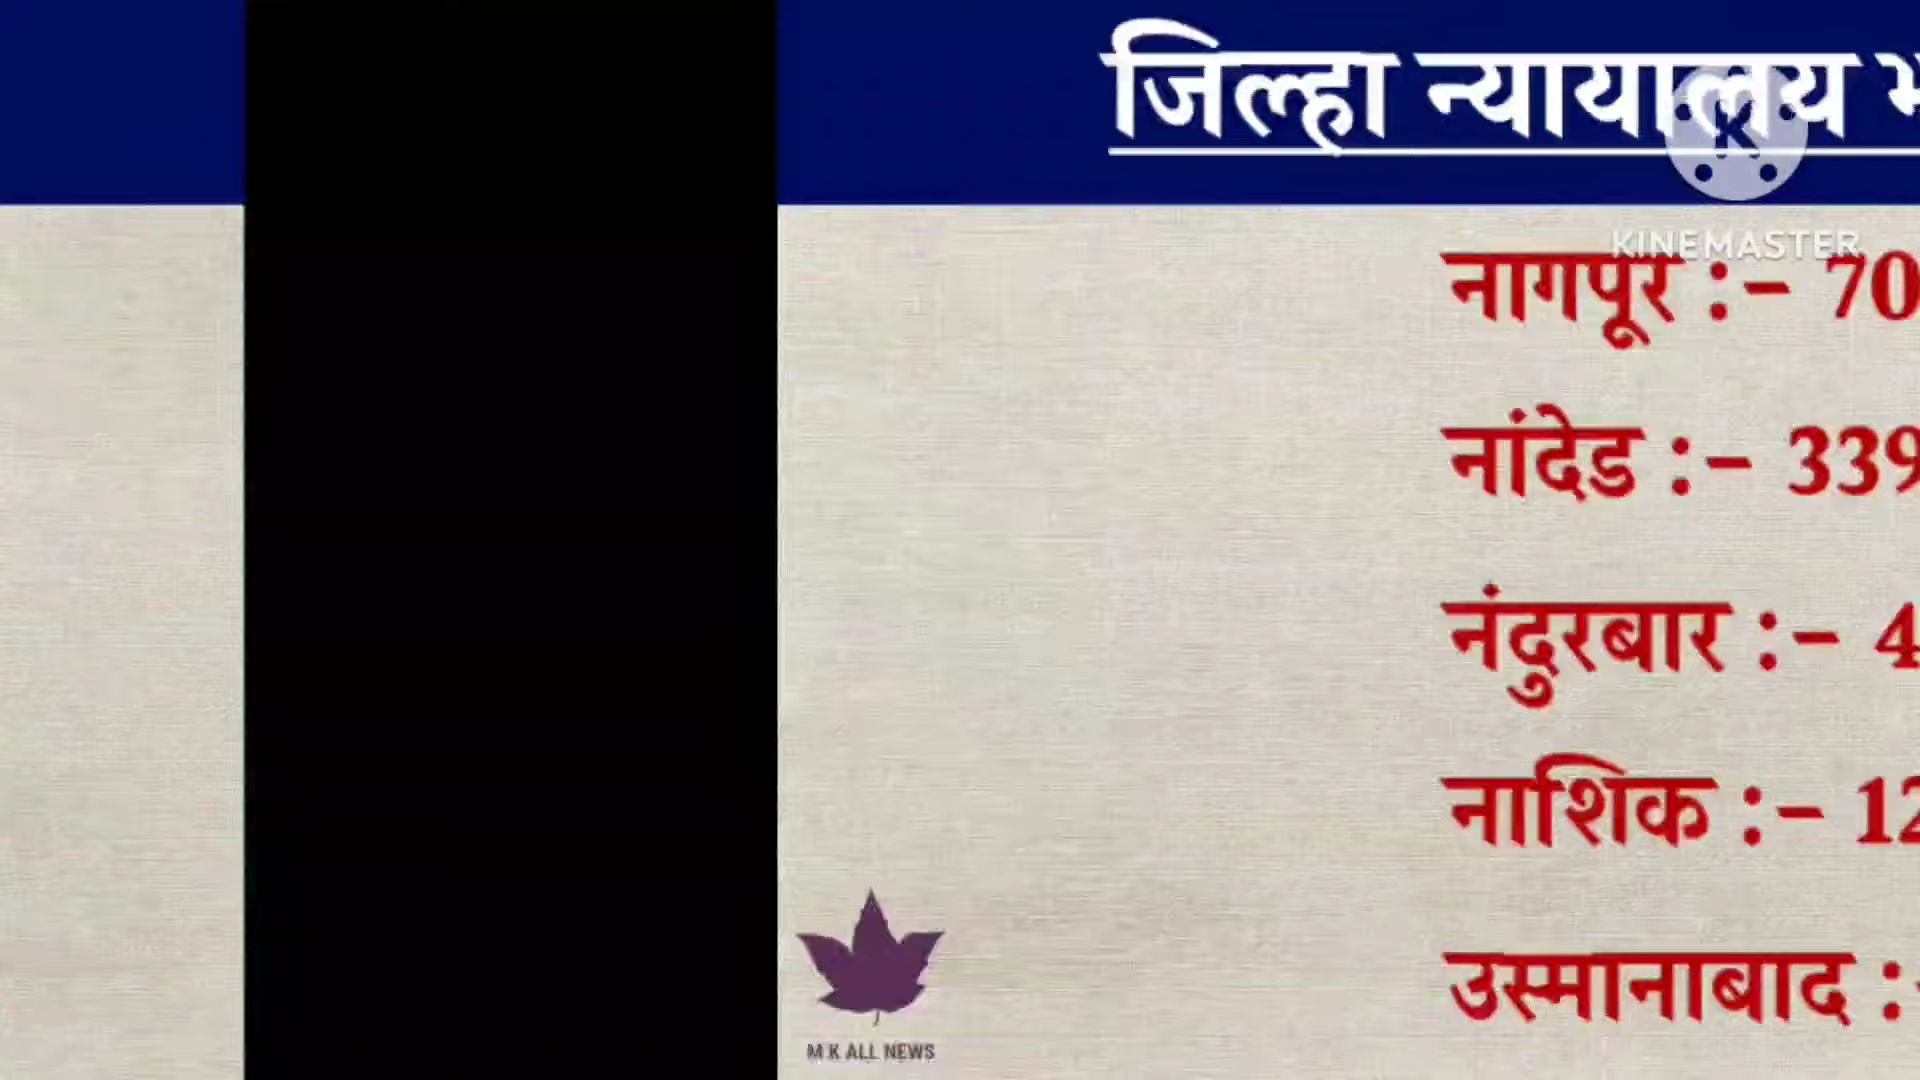 जिल्हा न्यायालय
KINEMASTER
नागपूर :- 70
नांदेड :- 339
नंदुरबार :- 4
नाशिक :- 12
उस्मानाबाद :-
M K ALL NEWS